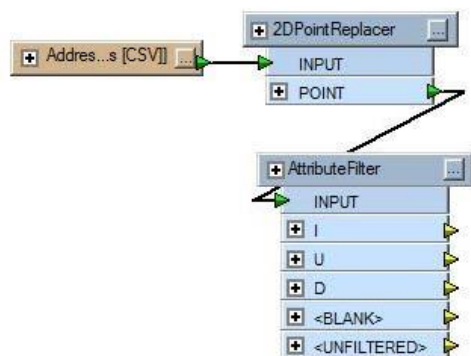 2DPointReplacer ...
Addres...s [CSV]] ...
INPUT
POINT
AttributeFilter ...
INPUT
I
U
D
<BLANK>
<UNFILTERED>